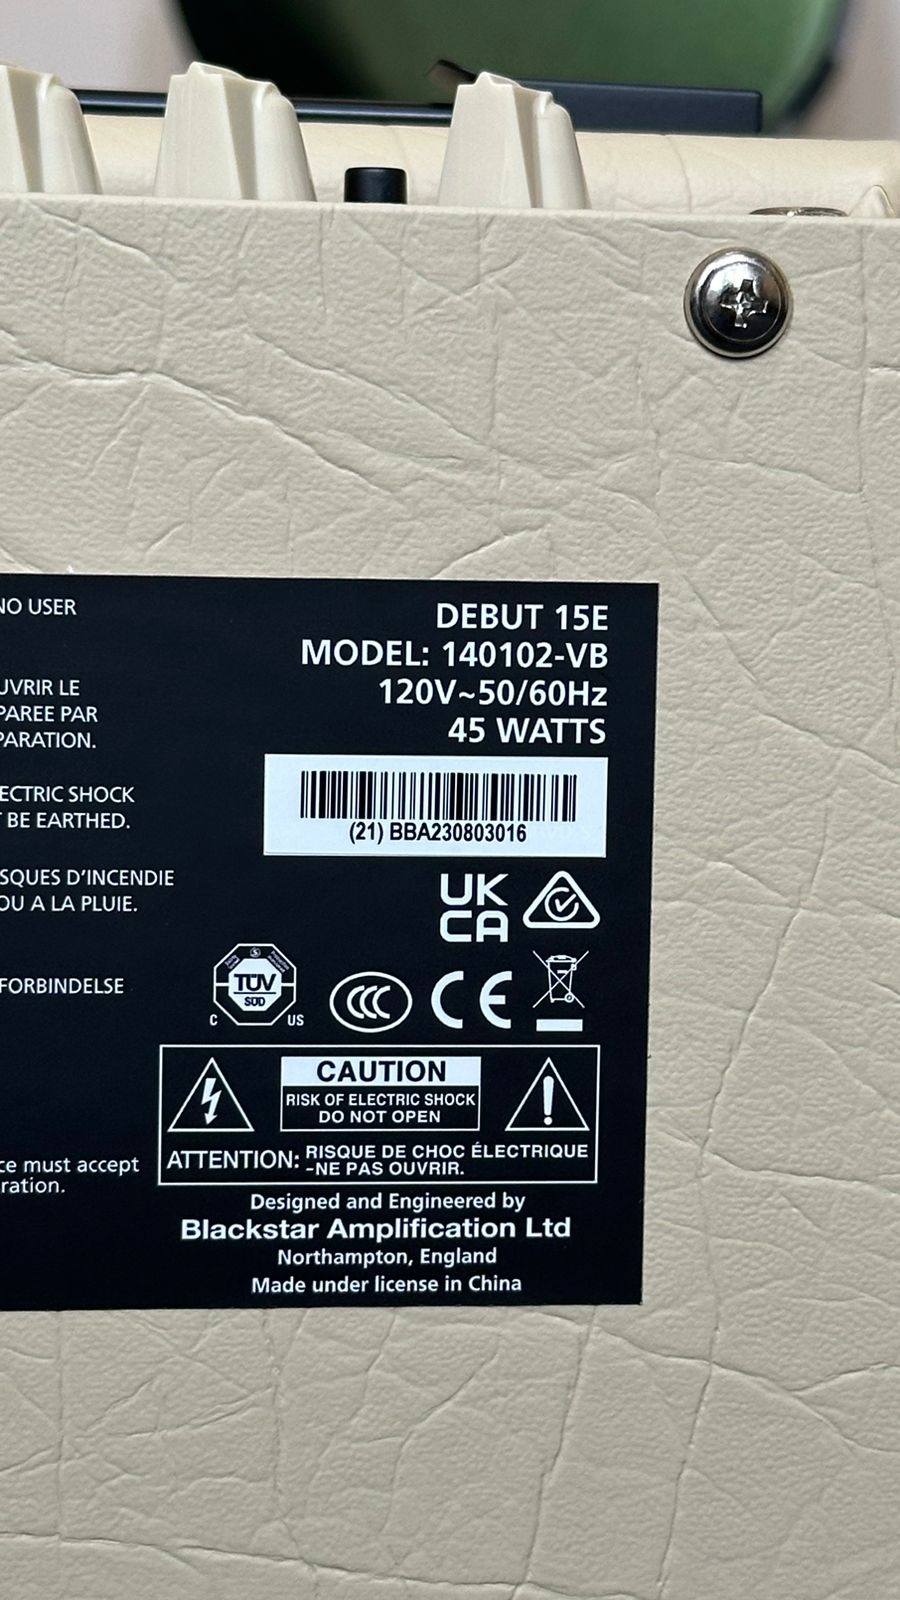 NO USER
UVRIR LE
PAREE PAR
PARATION.
ECTRIC SHOCK
BE EARTHED.
SQUES D'INCENDIE
OU A LA PLUIE.
FORBINDELSE
ce must accept
ration.
DEBUT 15E
MODEL: 140102-VB
120V~50/60Hz
45 WATTS
(21) BBA230803016
UK
CA
TÜV
SÜD
C US
CCC
CE
CAUTION
RISK OF ELECTRIC SHOCK
DO NOT OPEN
ATTENTION: RISQUE DE CHOC ÉLECTRIQUE
-NE PAS OUVRIR.
Designed and Engineered by
Blackstar Amplification Ltd
Northampton, England
Made under license in China